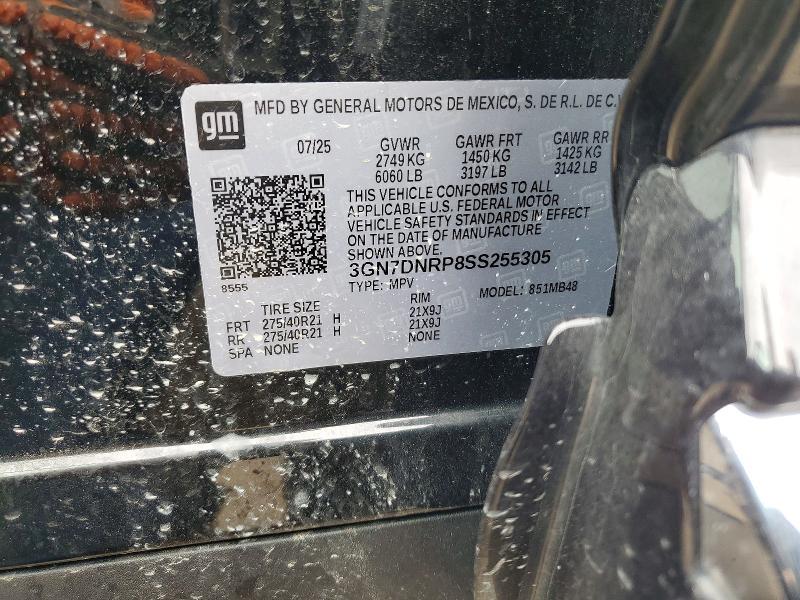 gm MFD BY GENERAL MOTORS DE MEXICO, S. DE R.L. DE C.V
07/25 GVWR GAWR FRT GAWR RR
2749 KG 1450 KG 1425 KG
6060 LB 3197 LB 3142 LB
THIS VEHICLE CONFORMS TO ALL
APPLICABLE U.S. FEDERAL MOTOR
VEHICLE SAFETY STANDARDS IN EFFECT
ON THE DATE OF MANUFACTURE
SHOWN ABOVE.
3GN7DNRP8SS255305
8555 TYPE: MPV MODEL: 851MB48
TIRE SIZE RIM
FRT 275/40R21 H 21X9J
RR 275/40R21 H 21X9J
SPA NONE NONE